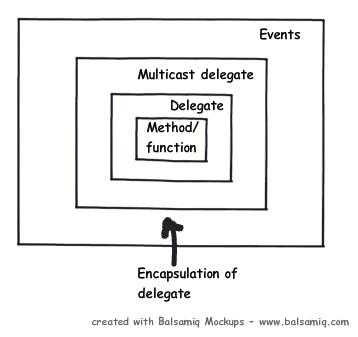 Events
Multicast delegate
Delegate
Method/
function
Encapsulation of
delegate
created with Balsamiq Mockups - www.balsamiq.com